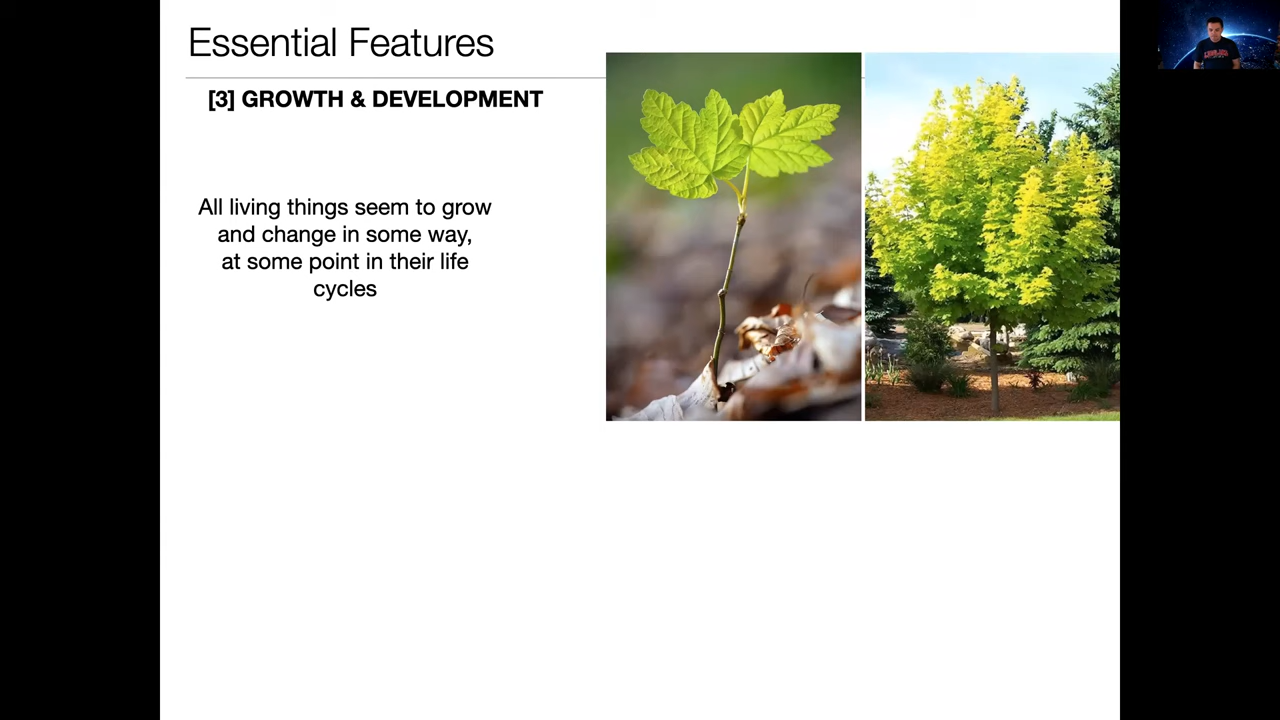 Essential Features
[3] GROWTH & DEVELOPMENT
All living things seem to grow
and change in some way,
at some point in their life
cycles